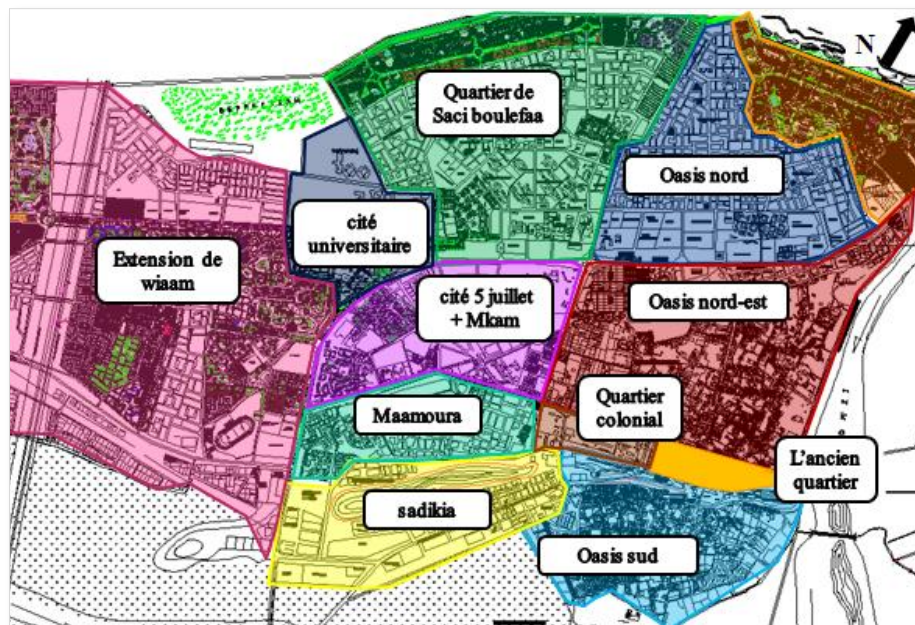 N
Quartier de
Saci boulefaa
Oasis nord
cité
universitaire
Extension de
wiaam
cité 5 juillet
+ Mkam
Oasis nord-est
Quartier
colonial
Maamoura
L'ancien
quartier
sadikia
Oasis sud